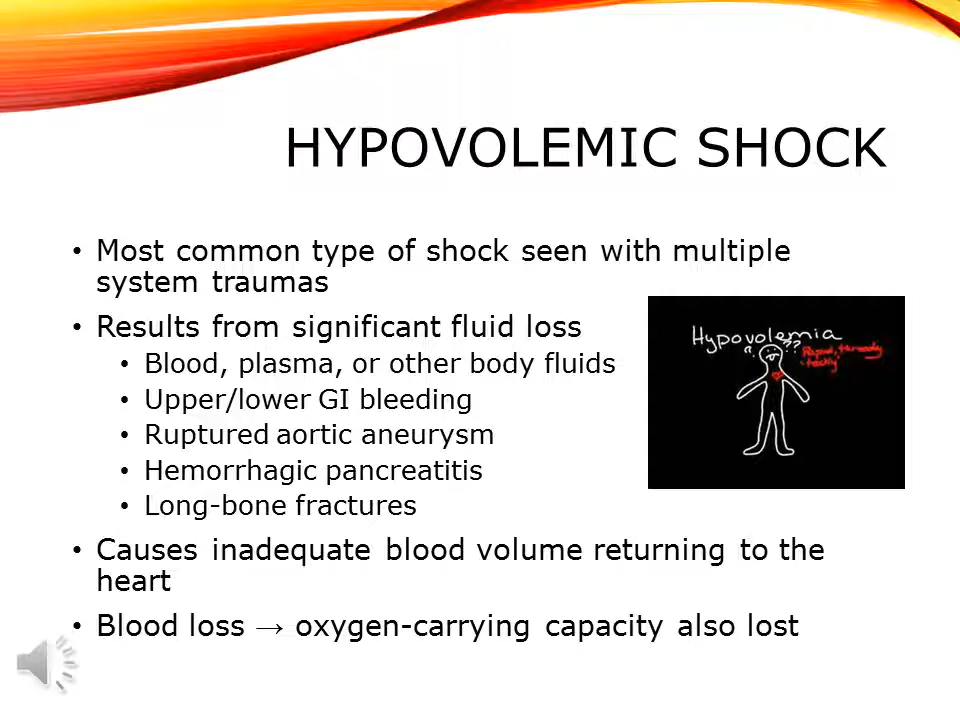 HYPOVOLEMIC SHOCK
• Most common type of shock seen with multiple
system traumas
• Results from significant fluid loss
• Blood, plasma, or other body fluids
• Upper/lower GI bleeding
• Ruptured aortic aneurysm
• Hemorrhagic pancreatitis
• Long-bone fractures
Hypovolemia
???
• Causes inadequate blood volume returning to the
heart
• Blood loss → oxygen-carrying capacity also lost